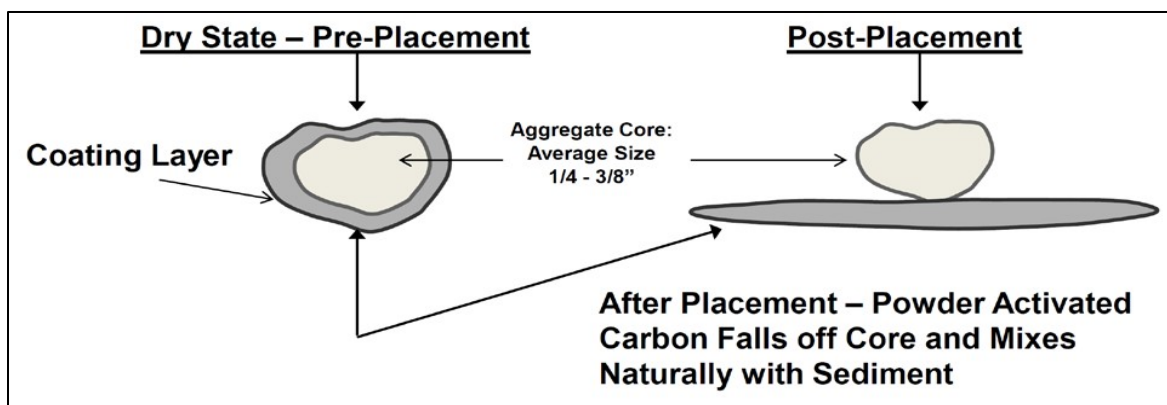 Dry State – Pre-Placement
Post-Placement
Coating Layer
Aggregate Core:
Average Size
1/4 - 3/8”
After Placement – Powder Activated
Carbon Falls off Core and Mixes
Naturally with Sediment